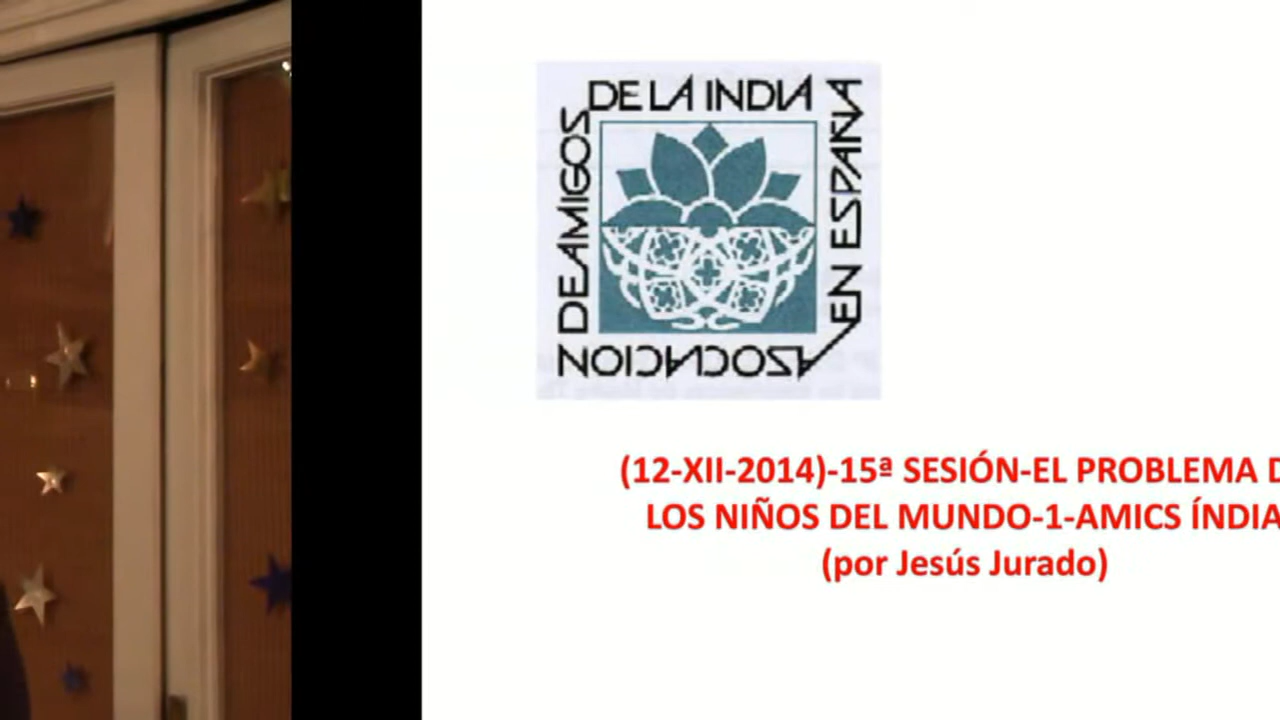 ASOCIACION
DE AMIGOS
DE LA INDIA
EN ESPAÑA
(12-XII-2014)-15ª SESIÓN-EL PROBLEMA D
LOS NIÑOS DEL MUNDO-1-AMICS ÍNDIA
(por Jesús Jurado)